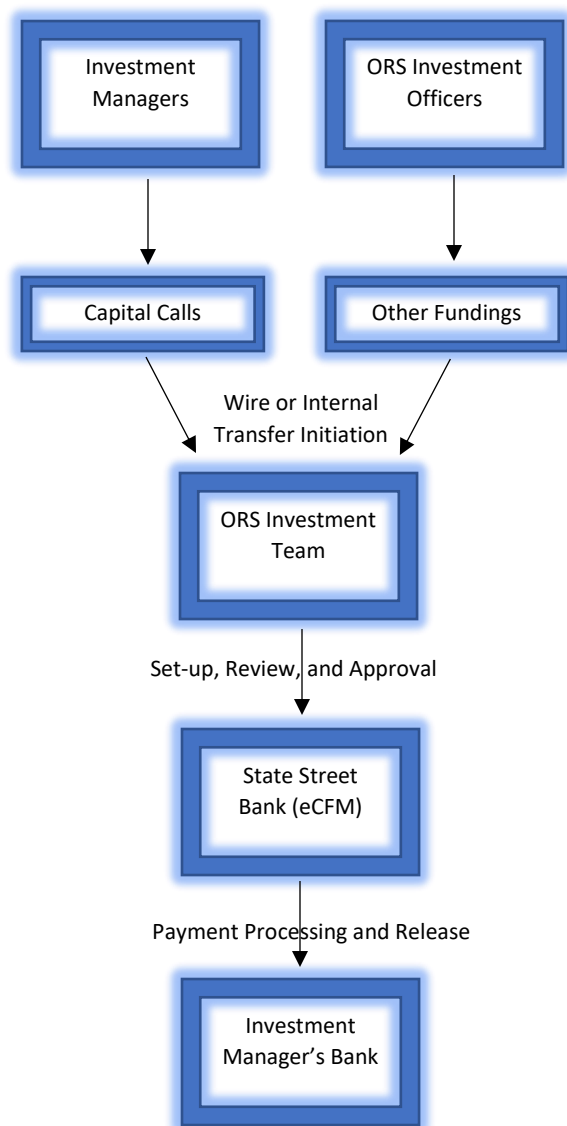 Investment
Managers
ORS Investment
Officers
Capital Calls
Other Fundings
Wire or Internal
Transfer Initiation
ORS Investment
Team
Set-up, Review, and Approval
State Street
Bank (eCFM)
Payment Processing and Release
Investment
Manager’s Bank